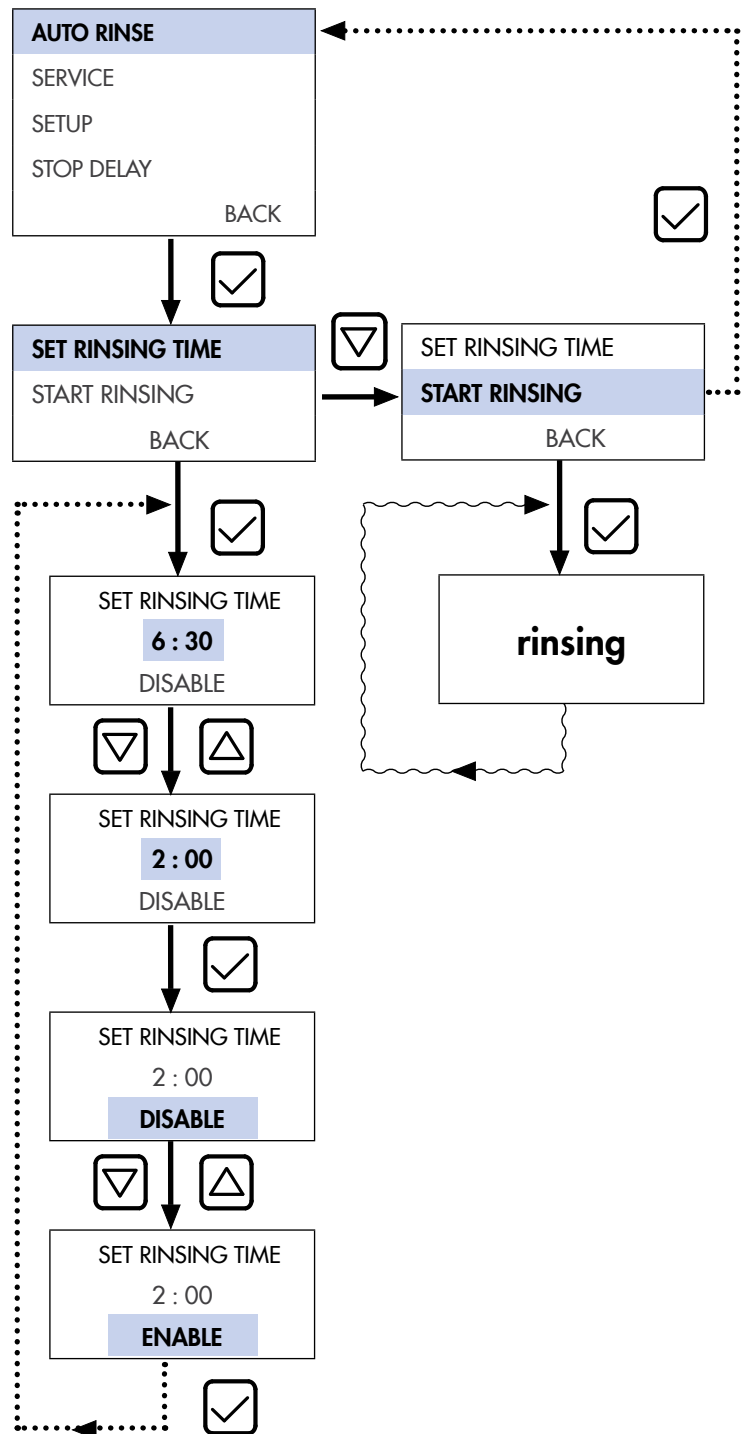 AUTO RINSE
SERVICE
SETUP
STOP DELAY
BACK
SET RINSING TIME
START RINSING
BACK
SET RINSING TIME
START RINSING
BACK
SET RINSING TIME
6 : 30
DISABLE
rinsing
SET RINSING TIME
2 : 00
DISABLE
SET RINSING TIME
2 : 00
DISABLE
SET RINSING TIME
2 : 00
ENABLE